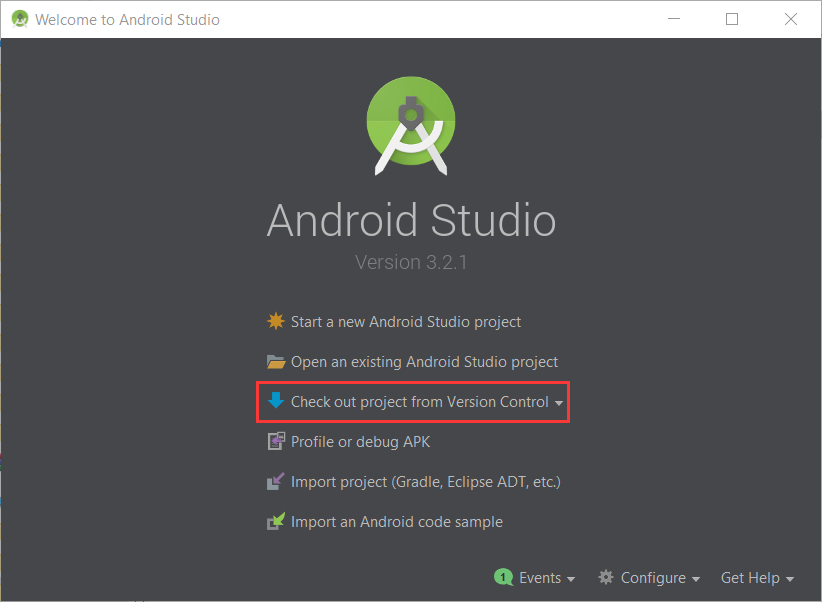 Welcome to Android Studio
Android Studio
Version 3.2.1
Start a new Android Studio project
Open an existing Android Studio project
Check out project from Version Control
Profile or debug APK
Import project (Gradle, Eclipse ADT, etc.)
Import an Android code sample
1 Events Configure Get Help